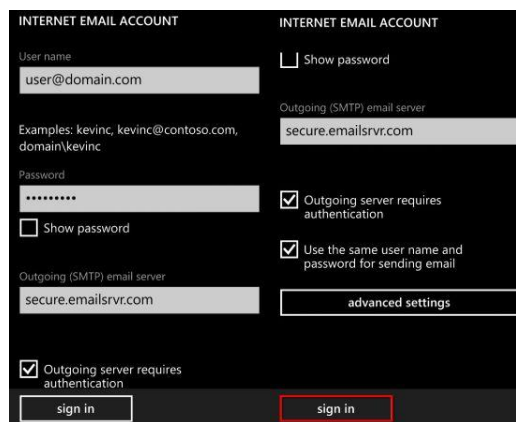 INTERNET EMAIL ACCOUNT
User name
user@domain.com
Examples: kevinc, kevinc@contoso.com,
domain\kevinc
Password
•••••••••
Show password
Outgoing (SMTP) email server
secure.emailsrvr.com
Outgoing server requires
authentication
sign in
INTERNET EMAIL ACCOUNT
Show password
Outgoing (SMTP) email server
secure.emailsrvr.com
Outgoing server requires
authentication
Use the same user name and
password for sending email
advanced settings
sign in